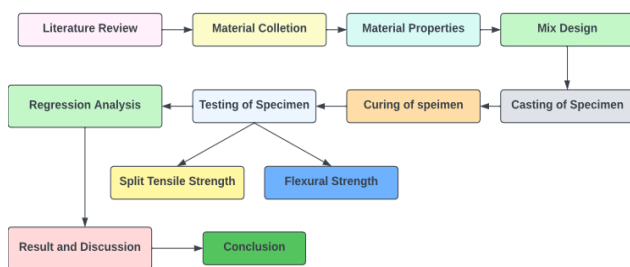 Literature Review
Material Colletion
Material Properties
Mix Design
Regression Analysis
Testing of Specimen
Curing of speimen
Casting of Specimen
Split Tensile Strength
Flexural Strength
Result and Discussion
Conclusion